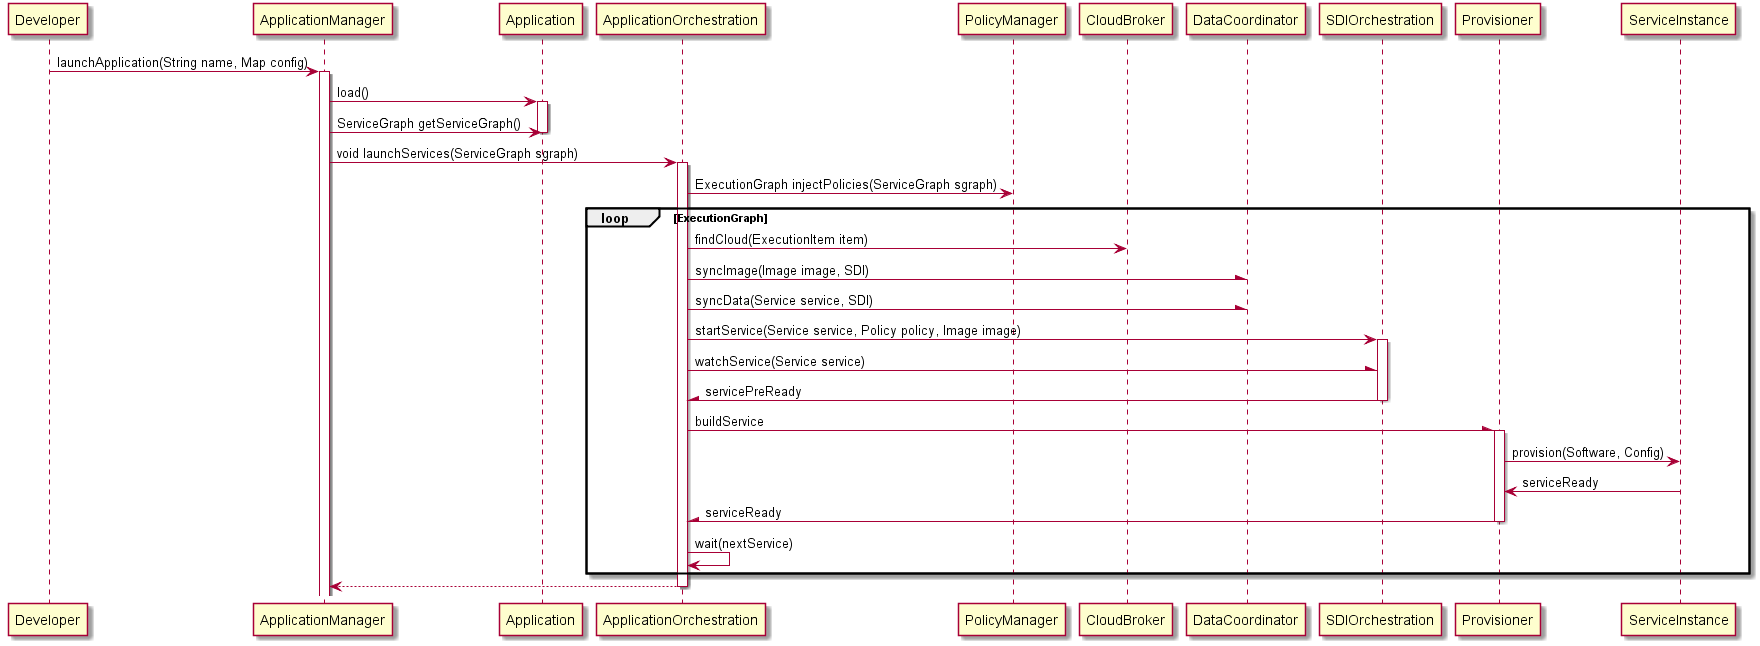 Developer
ApplicationManager
Application
ApplicationOrchestration
PolicyManager
CloudBroker
DataCoordinator
SDIOrchestration
Provisioner
ServiceInstance
launchApplication(String name, Map config)
load()
ServiceGraph getServiceGraph()
void launchServices(ServiceGraph sgraph)
ExecutionGraph injectPolicies(ServiceGraph sgraph)
loop
[ExecutionGraph]
findCloud(ExecutionItem item)
syncImage(Image image, SDI)
syncData(Service service, SDI)
startService(Service service, Policy policy, Image image)
watchService(Service service)
servicePreReady
buildService
provision(Software, Config)
serviceReady
serviceReady
wait(nextService)
Developer
ApplicationManager
Application
ApplicationOrchestration
PolicyManager
CloudBroker
DataCoordinator
SDIOrchestration
Provisioner
ServiceInstance